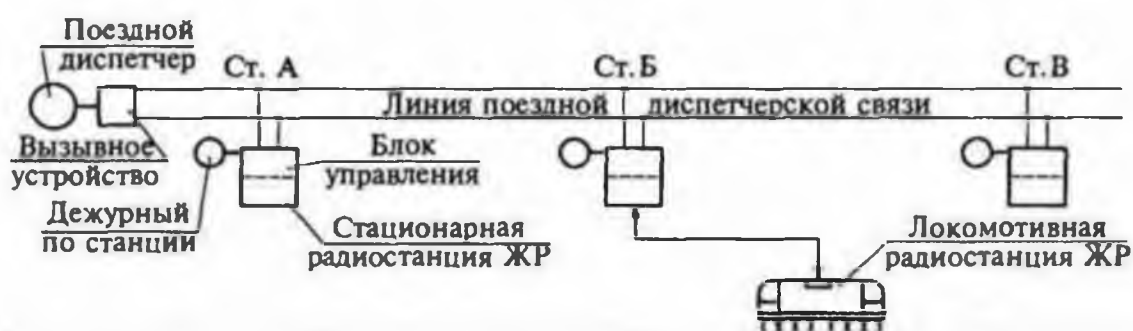 Поездной
диспетчер
Ст. А
Ст. Б
Ст. В
Линия поездной диспетчерской связи
Вызывное
устройство
Блок
управления
Дежурный
по станции
Стационарная
радиостанция ЖР
Локомотивная
радиостанция ЖР